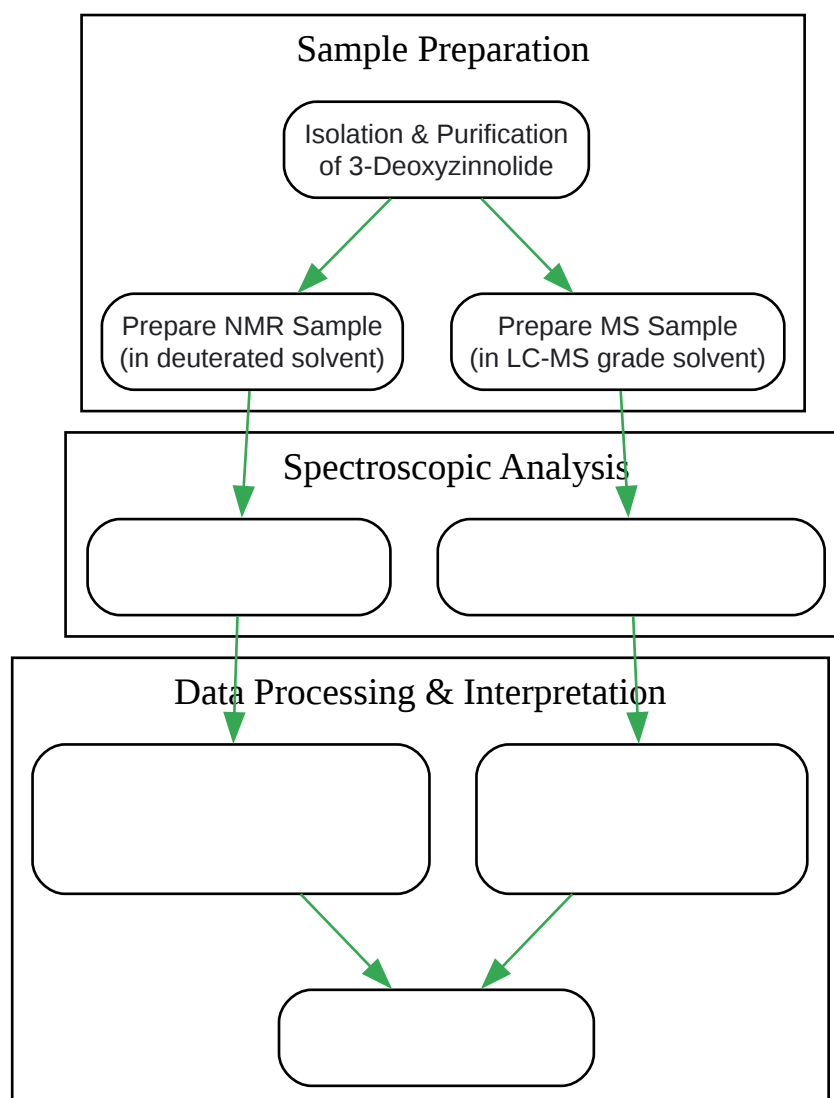 Sample Preparation
Isolation & Purification
of 3-Deoxyzinnolide
Prepare NMR Sample
(in deuterated solvent)
Prepare MS Sample
(in LC-MS grade solvent)
Spectroscopic Analysis
Data Processing & Interpretation